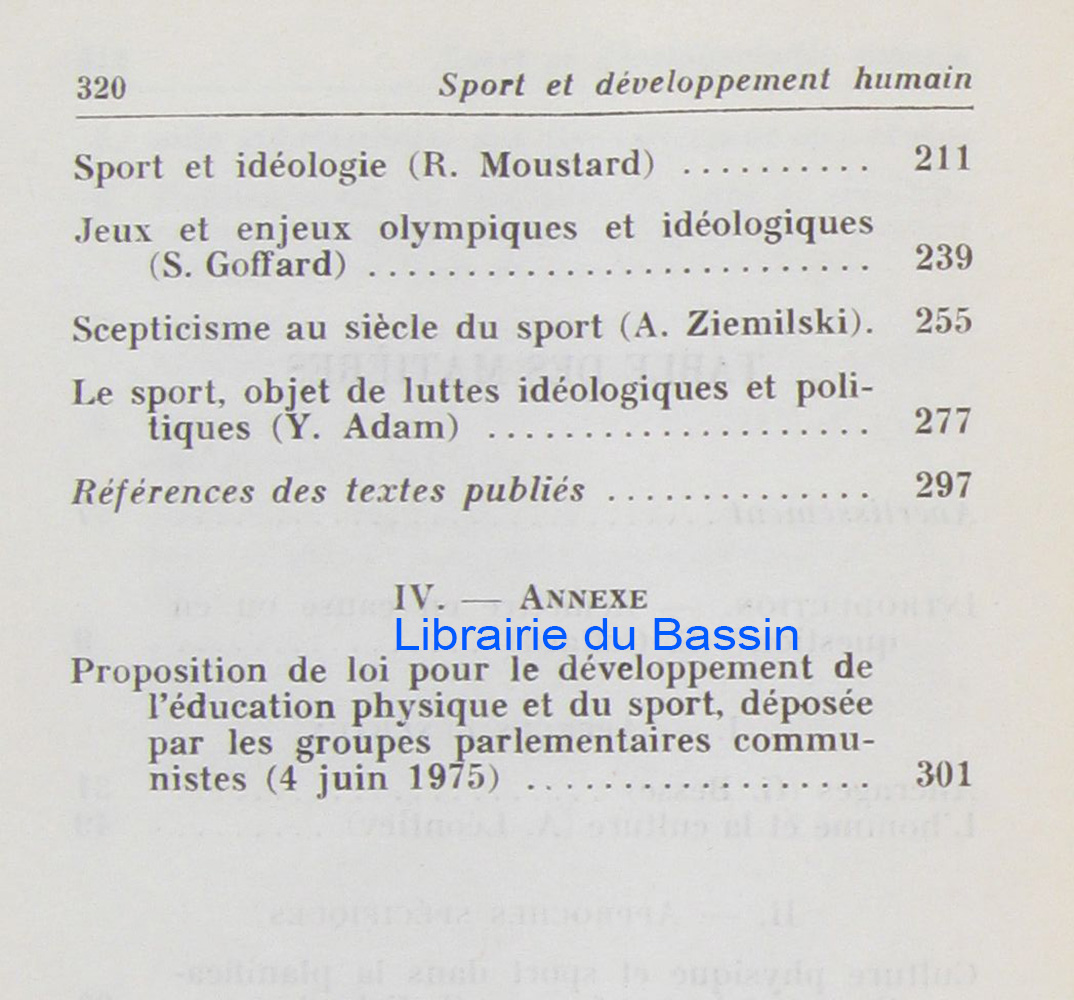 320 Sport et développement humain
Sport et idéologie (R. Moustard) .......... 211
Jeux et enjeux olympiques et idéologiques
(S. Goffard) .......................... 239
Scepticisme au siècle du sport (A. Ziemilski). 255
Le sport, objet de luttes idéologiques et poli-
tiques (Y. Adam) .................... 277
Références des textes publiés .............. 297
IV. — ANNEXE
Librairie du Bassin
Proposition de loi pour le développement de
l'éducation physique et du sport, déposée
par les groupes parlementaires commu-
nistes (4 juin 1975) .................. 301